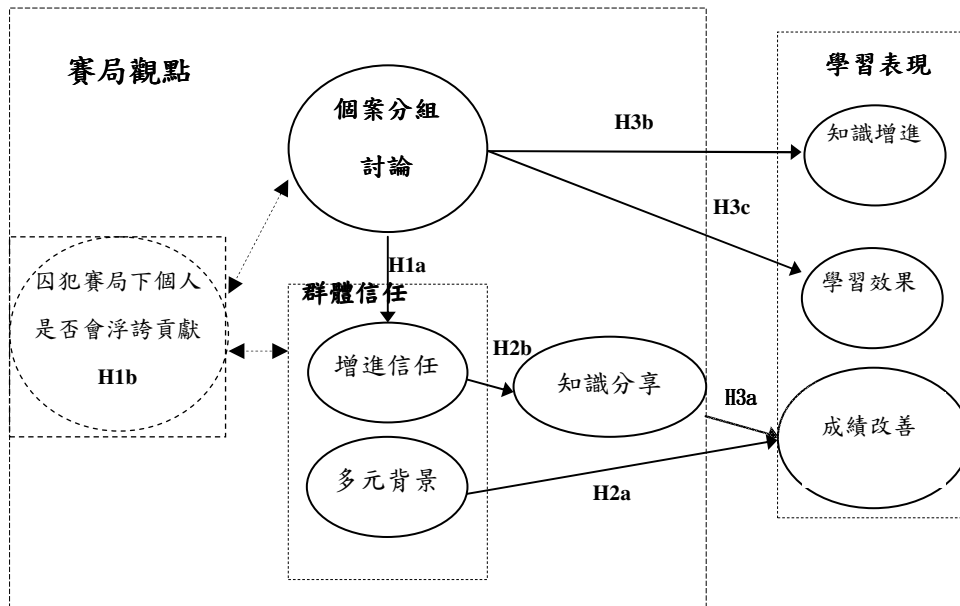 賽局觀點
學習表現
個案分組
討論
H3b
知識增進
H3c
H1a
囚犯賽局下個人
是否會浮誇貢獻
H1b
群體信任
學習效果
增進信任
H2b
知識分享
H3a
成績改善
多元背景
H2a